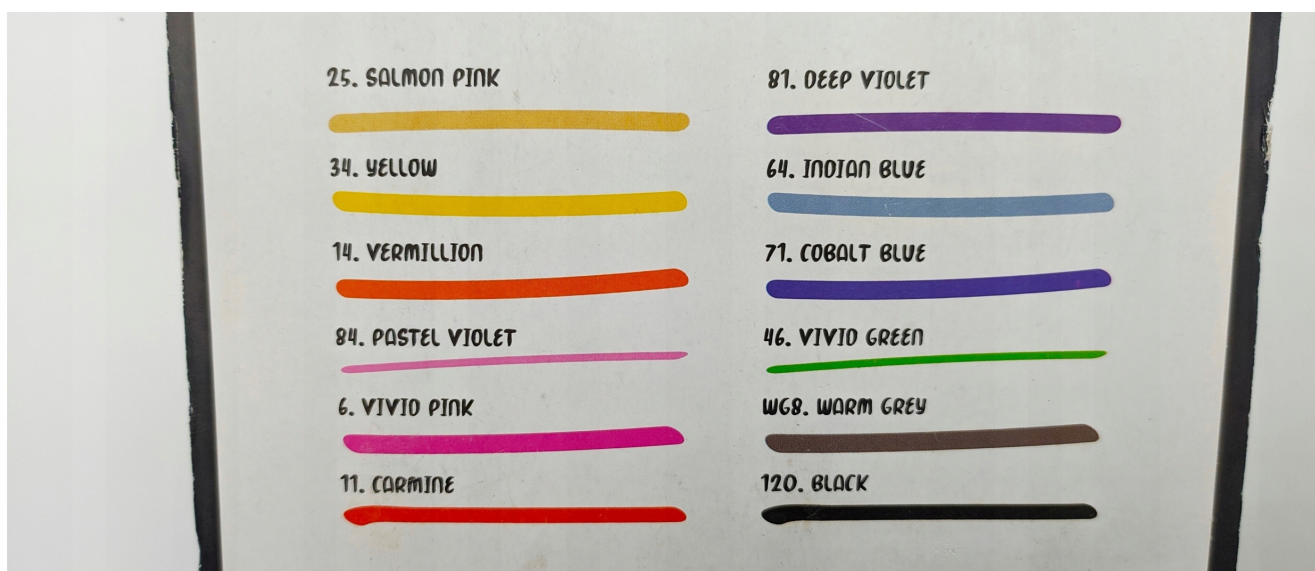 25. SALMON PINK
34. YELLOW
14. VERMILLION
84. PASTEL VIOLET
6. VIVID PINK
11. CARMINE
81. DEEP VIOLET
64. INDIAN BLUE
71. COBALT BLUE
46. VIVID GREEN
WG8. WARM GREY
120. BLACK